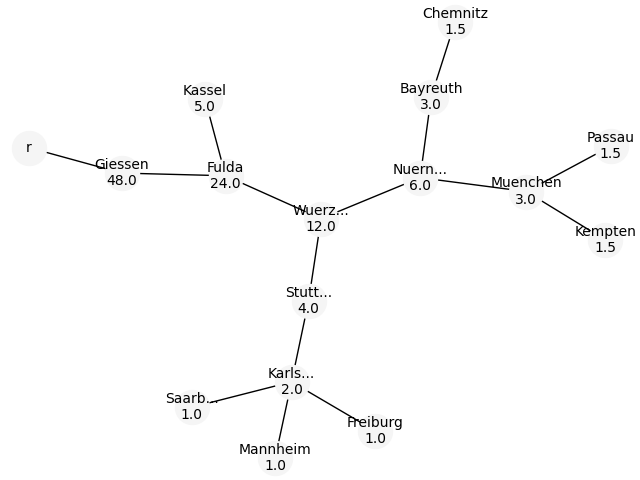 Chemnitz
1.5
Kassel
5.0
Bayreuth
3.0
r
Giessen
48.0
Fulda
24.0
Nuern...
6.0
Passau
1.5
Muenchen
3.0
Wuerz...
12.0
Kempten
1.5
Stutt...
4.0
Karls...
2.0
Saarb...
1.0
Freiburg
1.0
Mannheim
1.0